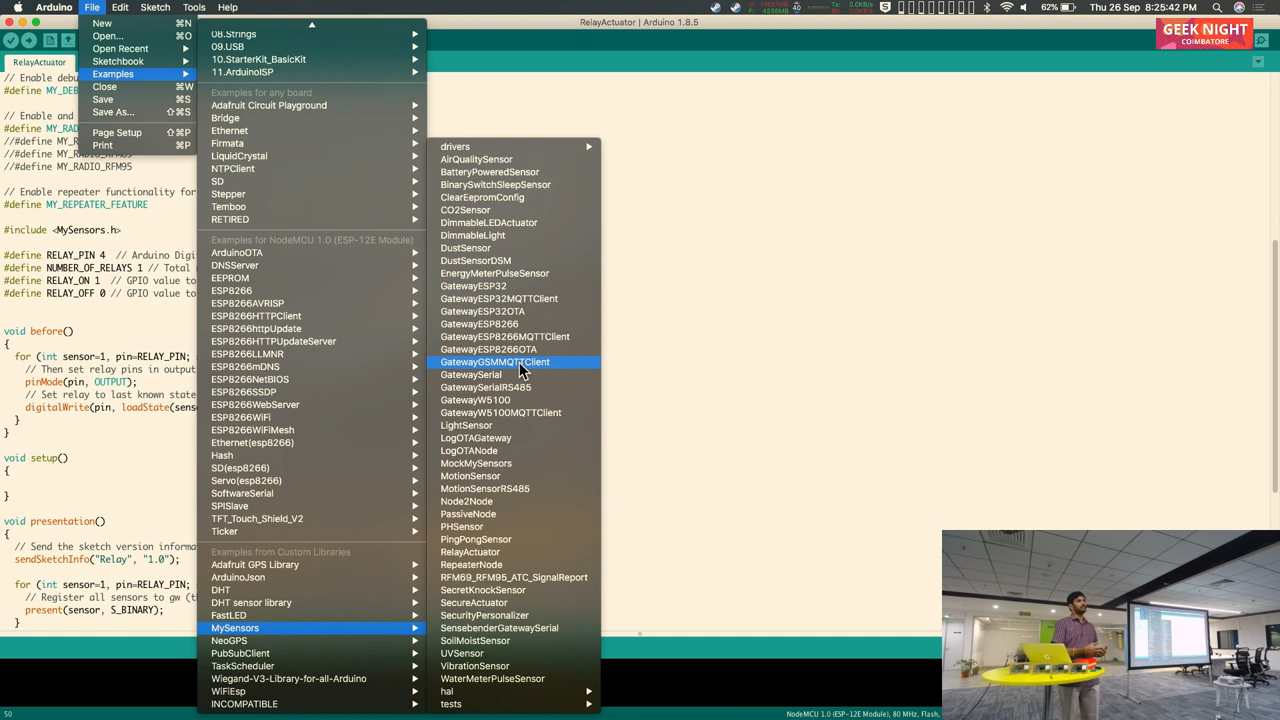 Arduino File Edit Sketch Tools Help
62% Thu 26 Sep 8:25:42 PM
RelayActuator | Arduino 1.8.5
GEEK NIGHT
COIMBATORE
RelayActuator
New ⌘N
Open... ⌘O
Open Recent
Sketchbook
Examples
Close ⌘W
Save ⌘S
Save As... ⇧⌘S
Page Setup ⇧⌘P
Print ⌘P
// Enable debu
#define MY_DEB
// Enable and
#define MY_RAD
//#define MY_RADIO_RFM69
//#define MY_RADIO_RFM95
// Enable repeater functionality for
#define MY_REPEATER_FEATURE
#include <MySensors.h>
#define RELAY_PIN 4 // Arduino Digi
#define NUMBER_OF_RELAYS 1 // Total n
#define RELAY_ON 1 // GPIO value to
#define RELAY_OFF 0 // GPIO value to
void before()
{
for (int sensor=1, pin=RELAY_PIN;
// Then set relay pins in output
pinMode(pin, OUTPUT);
// Set relay to last known state
digitalWrite(pin, loadState(sens
}
}
void setup()
{
}
void presentation()
{
// Send the sketch version informa
sendSketchInfo("Relay", "1.0");
for (int sensor=1, pin=RELAY_PIN;
// Register all sensors to gw (th
present(sensor, S_BINARY);
}
08.Strings
09.USB
10.StarterKit_BasicKit
11.ArduinoISP
Examples for any board
Adafruit Circuit Playground
Bridge
Ethernet
Firmata
LiquidCrystal
NTPClient
SD
Stepper
Temboo
RETIRED
Examples for NodeMCU 1.0 (ESP-12E Module)
ArduinoOTA
DNSServer
EEPROM
ESP8266
ESP8266AVRISP
ESP8266HTTPClient
ESP8266httpUpdate
ESP8266HTTPUpdateServer
ESP8266LLMNR
ESP8266mDNS
ESP8266NetBIOS
ESP8266SSDP
ESP8266WebServer
ESP8266WiFi
ESP8266WiFiMesh
Ethernet(esp8266)
Hash
SD(esp8266)
Servo(esp8266)
SoftwareSerial
SPISlave
TFT_Touch_Shield_V2
Ticker
Examples from Custom Libraries
Adafruit GPS Library
ArduinoJson
DHT
DHT sensor library
FastLED
MySensors
NeoGPS
PubSubClient
TaskScheduler
Wiegand-V3-Library-for-all-Arduino
WiFiEsp
INCOMPATIBLE
drivers
AirQualitySensor
BatteryPoweredSensor
BinarySwitchSleepSensor
ClearEepromConfig
CO2Sensor
DimmableLEDActuator
DimmableLight
DustSensor
DustSensorDSM
EnergyMeterPulseSensor
GatewayESP32
GatewayESP32MQTTClient
GatewayESP32OTA
GatewayESP8266
GatewayESP8266MQTTClient
GatewayESP8266OTA
GatewayGSMMQTTClient
GatewaySerial
GatewaySerialRS485
GatewayW5100
GatewayW5100MQTTClient
LightSensor
LogOTAGateway
LogOTANode
MockMySensors
MotionSensor
MotionSensorRS485
Node2Node
PassiveNode
PHSensor
PingPongSensor
RelayActuator
RepeaterNode
RFM69_RFM95_ATC_SignalReport
SecretKnockSensor
SecureActuator
SecurityPersonalizer
SensebenderGatewaySerial
SoilMoistSensor
UVSensor
VibrationSensor
WaterMeterPulseSensor
hal
tests
50
NodeMCU 1.0 (ESP-12E Module), 80 MHz, Flash,